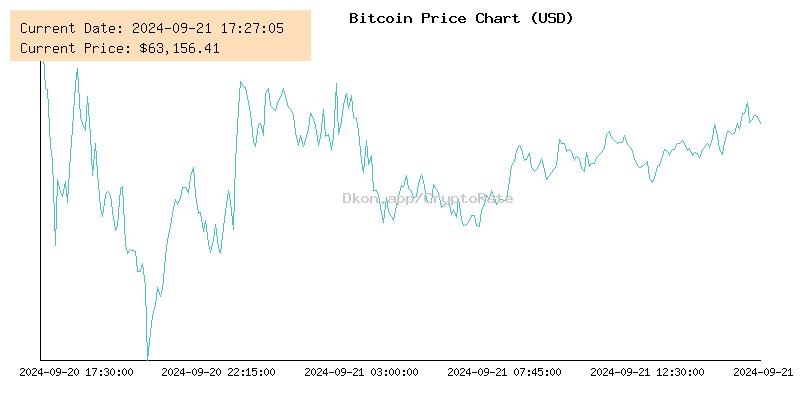 Bitcoin Price Chart (USD)
Current Date: 2024-09-21 17:27:05
Current Price: $63,156.41
Dkon.app/CryptoRate
2024-09-20 17:30:00 2024-09-20 22:15:00 2024-09-21 03:00:00 2024-09-21 07:45:00 2024-09-21 12:30:00 2024-09-21